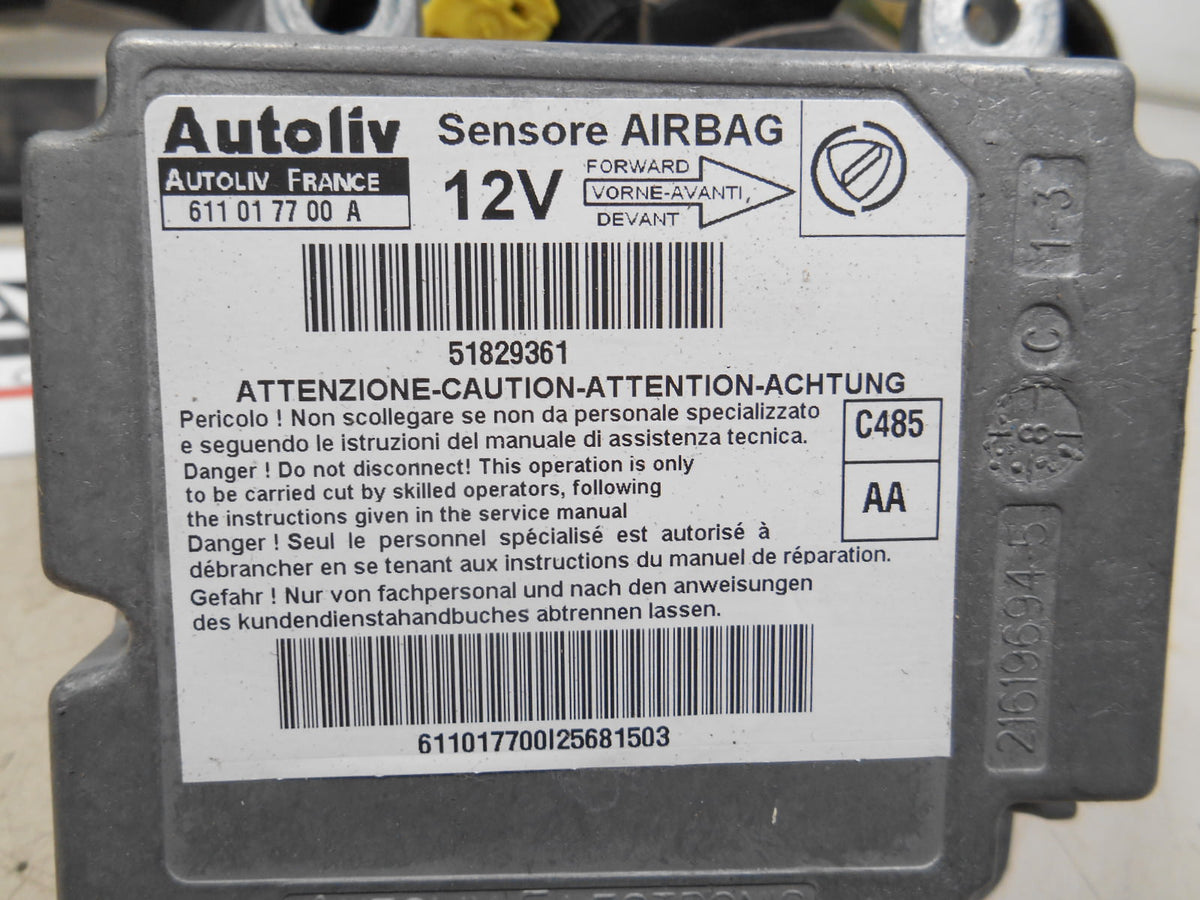 Autoliv
AUTOLIV FRANCE
611 01 77 00 A
Sensore AIRBAG
12V
FORWARD
VORNE-AVANTI,
DEVANT
51829361
ATTENZIONE-CAUTION-ATTENTION-ACHTUNG
Pericolo ! Non scollegare se non da personale specializzato
e seguendo le istruzioni del manuale di assistenza tecnica.
Danger ! Do not disconnect! This operation is only
to be carried cut by skilled operators, following
the instructions given in the service manual
Danger ! Seul le personnel spécialisé est autorisé à
débrancher en se tenant aux instructions du manuel de réparation.
Gefahr ! Nur von fachpersonal und nach den anweisungen
des kundendienstahandbuches abtrennen lassen.
C485
AA
611017700I25681503
1-3
C
8
21619694-5